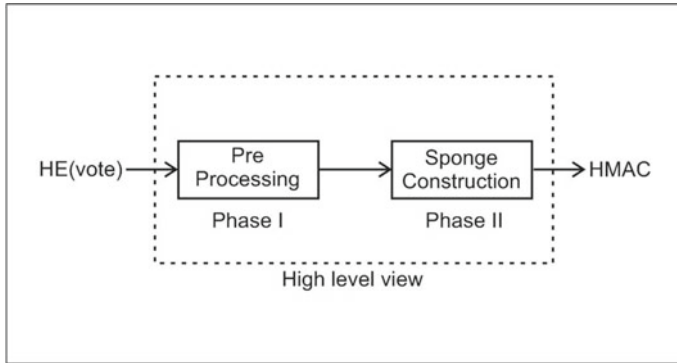 HE(vote)
Pre
Processing
Phase I
Sponge
Construction
Phase II
HMAC
High level view